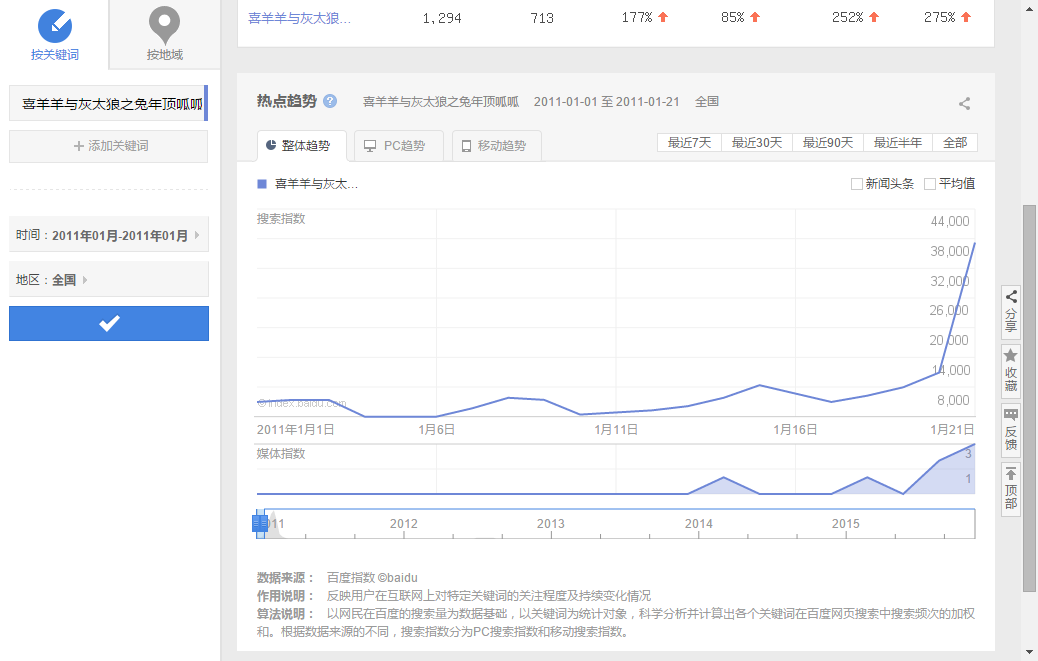 按关键词
按地域
喜羊羊与灰太狼之兔年顶呱呱
添加关键词
时间：2011年01月-2011年01月
地区：全国
喜羊羊与灰太狼... 1,294 713 177% 85% 252% 275%
热点趋势 ? 喜羊羊与灰太狼之兔年顶呱呱 2011-01-01 至 2011-01-21 全国
整体趋势 PC趋势 移动趋势 最近7天 最近30天 最近90天 最近半年 全部
喜羊羊与灰太... 新闻头条 平均值
搜索指数
44,000
38,000
32,000
26,000
20,000
14,000
8,000
©index.baidu.com
2011年1月1日 1月6日 1月11日 1月16日 1月21日
媒体指数
3
1
2012 2013 2014 2015
数据来源： 百度指数 ©baidu
作用说明： 反映用户在互联网上对特定关键词的关注程度及持续变化情况
算法说明： 以网民在百度的搜索量为数据基础，以关键词为统计对象，科学分析并计算出各个关键词在百度网页搜索中搜索频次的加权
和。根据数据来源的不同，搜索指数分为PC搜索指数和移动搜索指数。
分享
收藏
反馈
顶部